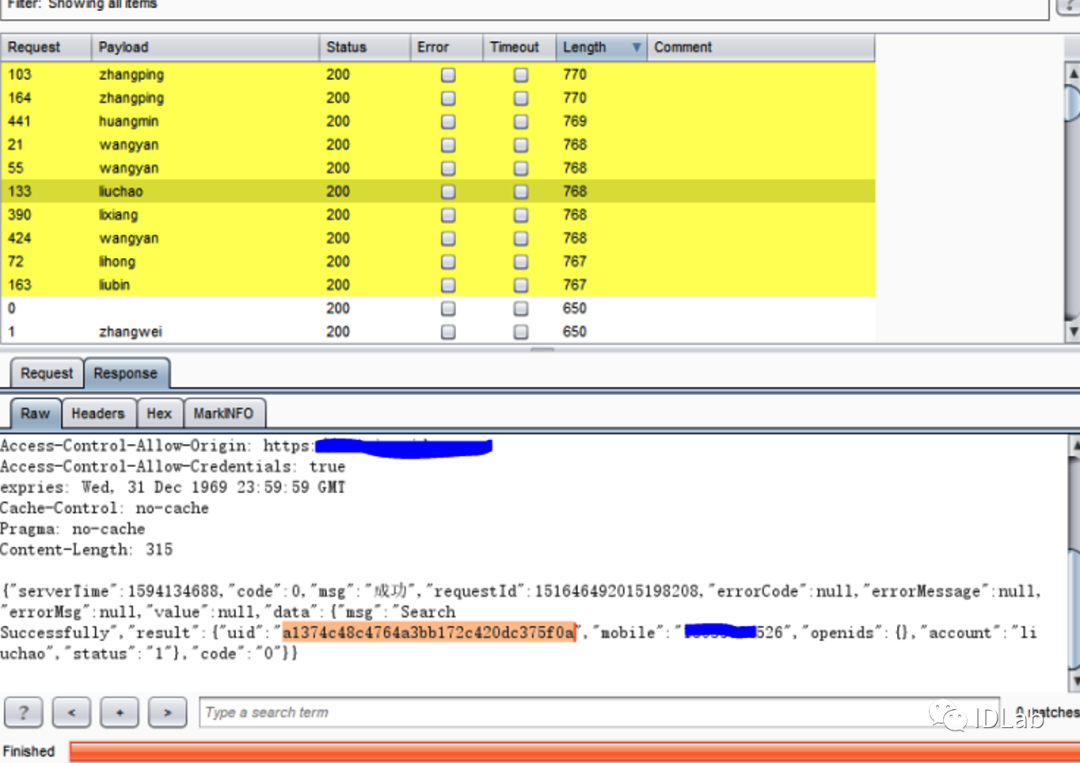 Filter: Showing all items
?
Request Payload Status Error Timeout Length Comment
103 zhangping 200 770
164 zhangping 200 770
441 huangmin 200 769
21 wangyan 200 768
55 wangyan 200 768
133 liuchao 200 768
390 lixiang 200 768
424 wangyan 200 768
72 lihong 200 767
163 liubin 200 767
0 200 650
1 zhangwei 200 650
Request Response
Raw Headers Hex MarkINFO
Access-Control-Allow-Origin: https:
Access-Control-Allow-Credentials: true
expries: Wed, 31 Dec 1969 23:59:59 GMT
Cache-Control: no-cache
Pragma: no-cache
Content-Length: 315
{"serverTime":1594134688,"code":0,"msg":"成功","requestId":151646492015198208,"errorCode":null,"errorMessage":null,
"errorMsg":null,"value":null,"data":{"msg":"Search
Successfully","result":{"uid":"a1374c48c4764a3bb172c420dc375f0a","mobile":"526","openids":{},"account":"li
uchao","status":"1"},"code":"0"}}
? < + > Type a search term 0 matches
IDLab
Finished